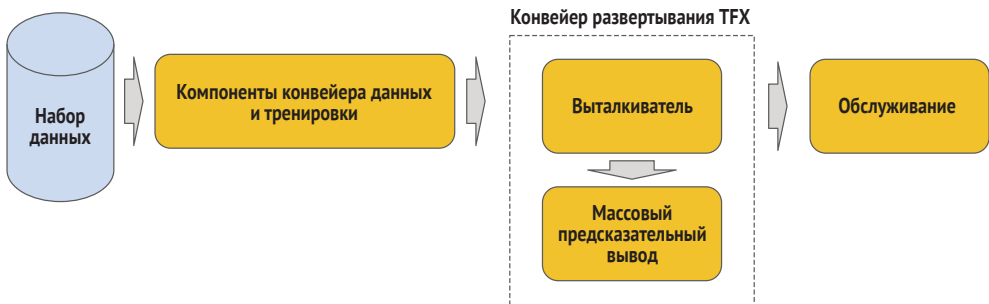 Конвейер развертывания TFX
Набор
данных
Компоненты конвейера данных
и тренировки
Выталкиватель
Массовый
предсказательный
вывод
Обслуживание